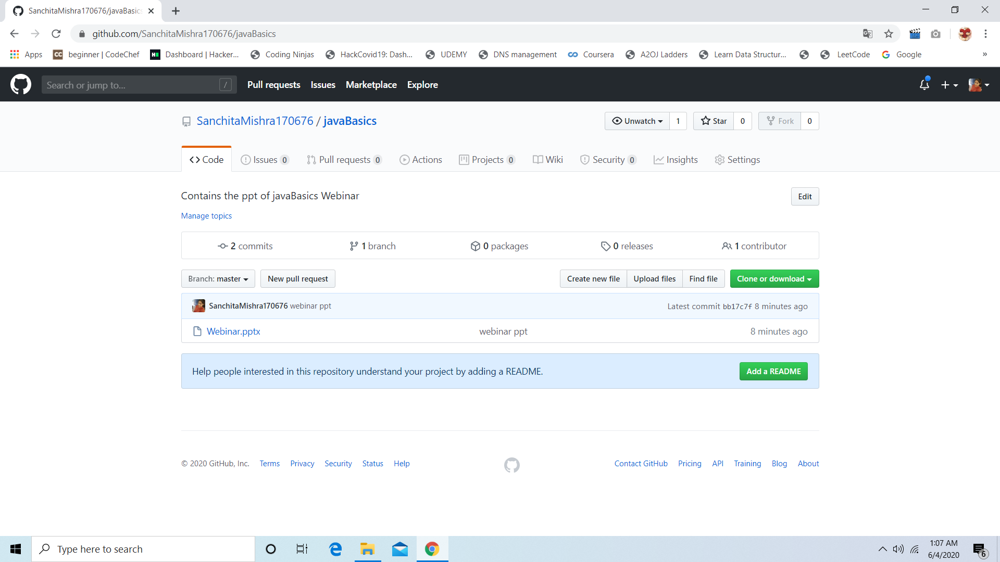 SanchitaMishra170676/javaBasics
github.com/SanchitaMishra170676/javaBasics
Apps CC beginner | CodeChef H Dashboard | Hacker... Coding Ninjas HackCovid19: Dash... UDEMY DNS management Coursera A2OJ Ladders Learn Data Structur... LeetCode Google »
Search or jump to... / Pull requests Issues Marketplace Explore
SanchitaMishra170676 / javaBasics Unwatch 1 Star 0 Fork 0
Code Issues 0 Pull requests 0 Actions Projects 0 Wiki Security 0 Insights Settings
Contains the ppt of javaBasics Webinar Edit
Manage topics
2 commits 1 branch 0 packages 0 releases 1 contributor
Branch: master New pull request Create new file Upload files Find file Clone or download
SanchitaMishra170676 webinar ppt Latest commit bb17c7f 8 minutes ago
Webinar.pptx webinar ppt 8 minutes ago
Help people interested in this repository understand your project by adding a README. Add a README
© 2020 GitHub, Inc. Terms Privacy Security Status Help Contact GitHub Pricing API Training Blog About
Type here to search
1:07 AM
6/4/2020
6